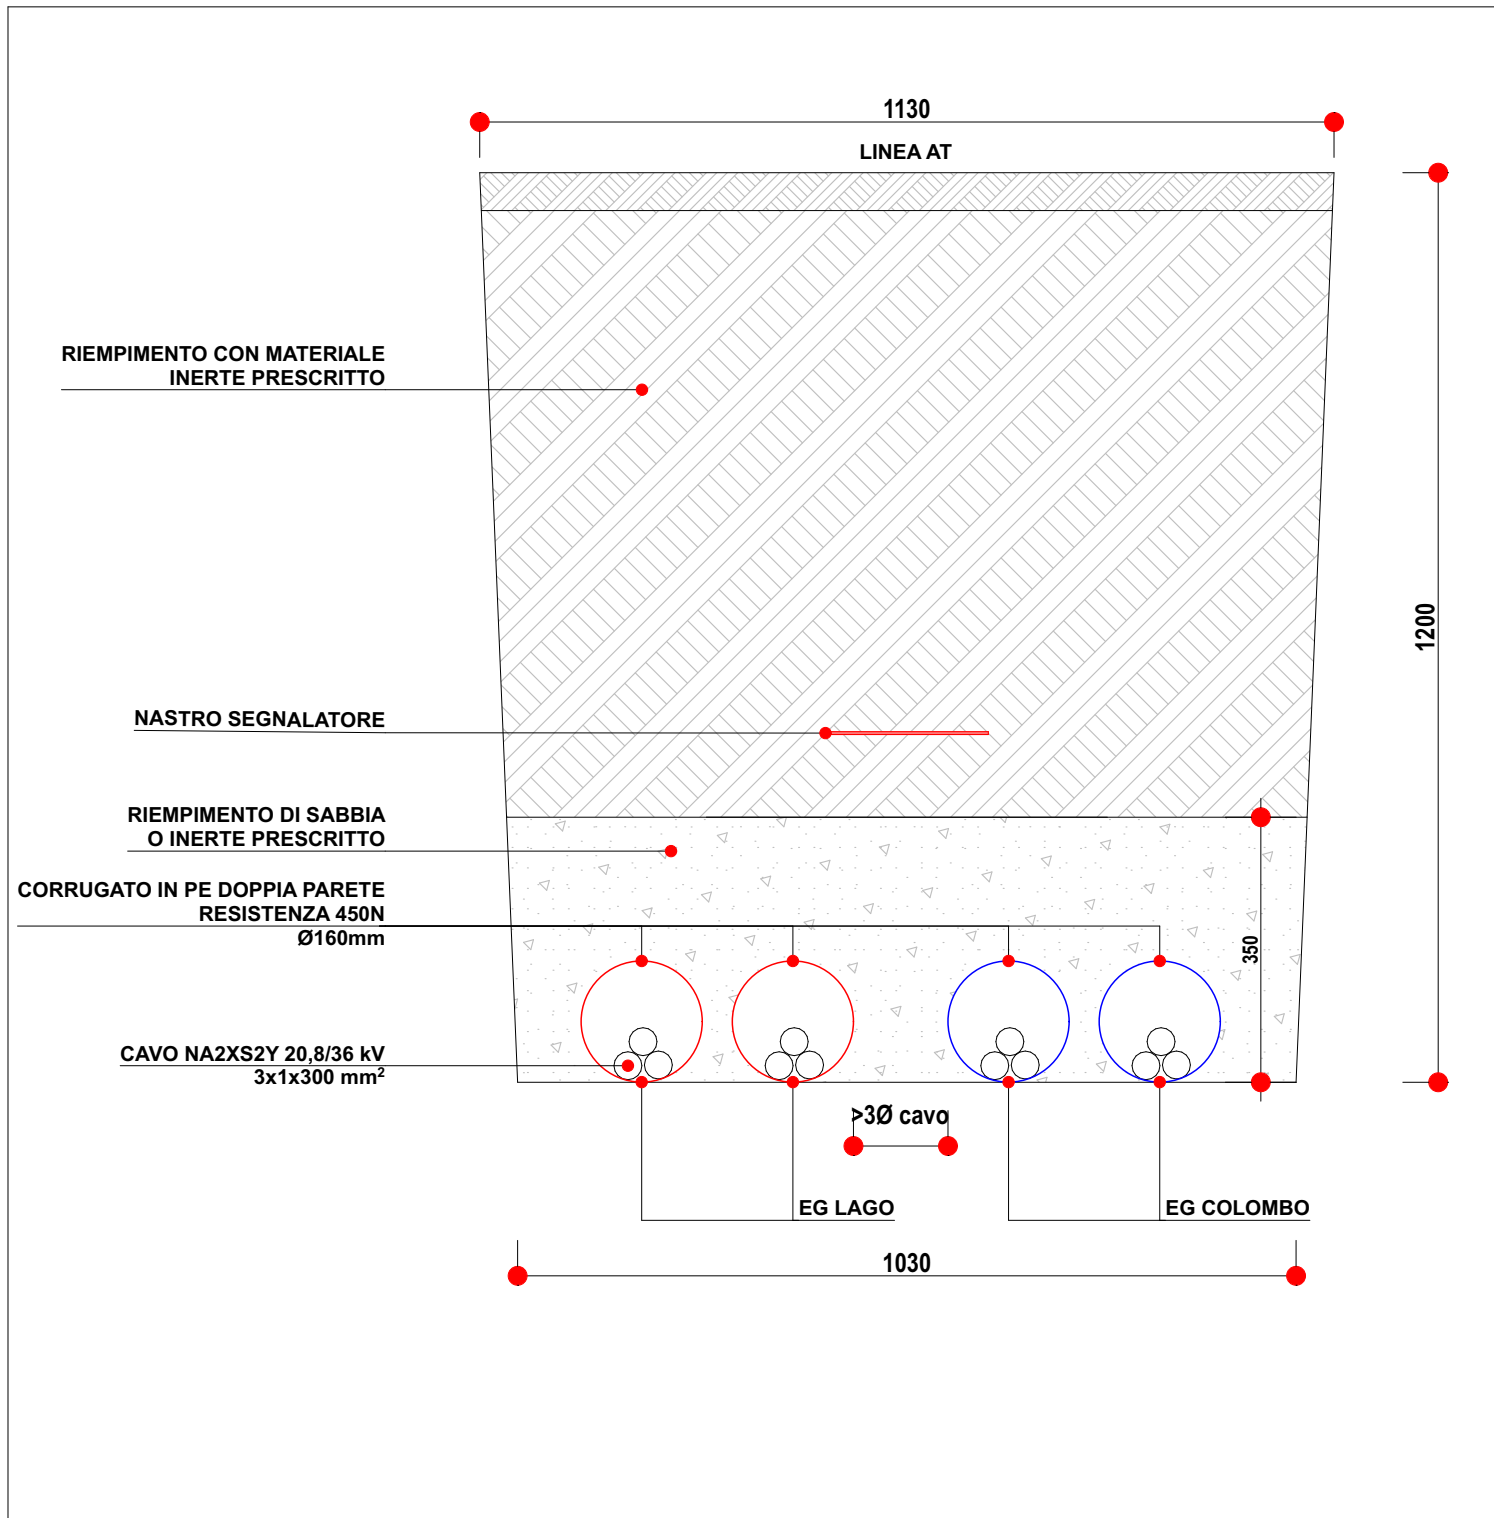 1130
LINEA AT
RIEMPIMENTO CON MATERIALE
INERTE PRESCRITTO
1200
NASTRO SEGNALATORE
RIEMPIMENTO DI SABBIA
O INERTE PRESCRITTO
CORRUGATO IN PE DOPPIA PARETE
RESISTENZA 450N
Ø160mm
350
CAVO NA2XS2Y 20,8/36 kV
3x1x300 mm²
>3Ø cavo
EG LAGO
EG COLOMBO
1030